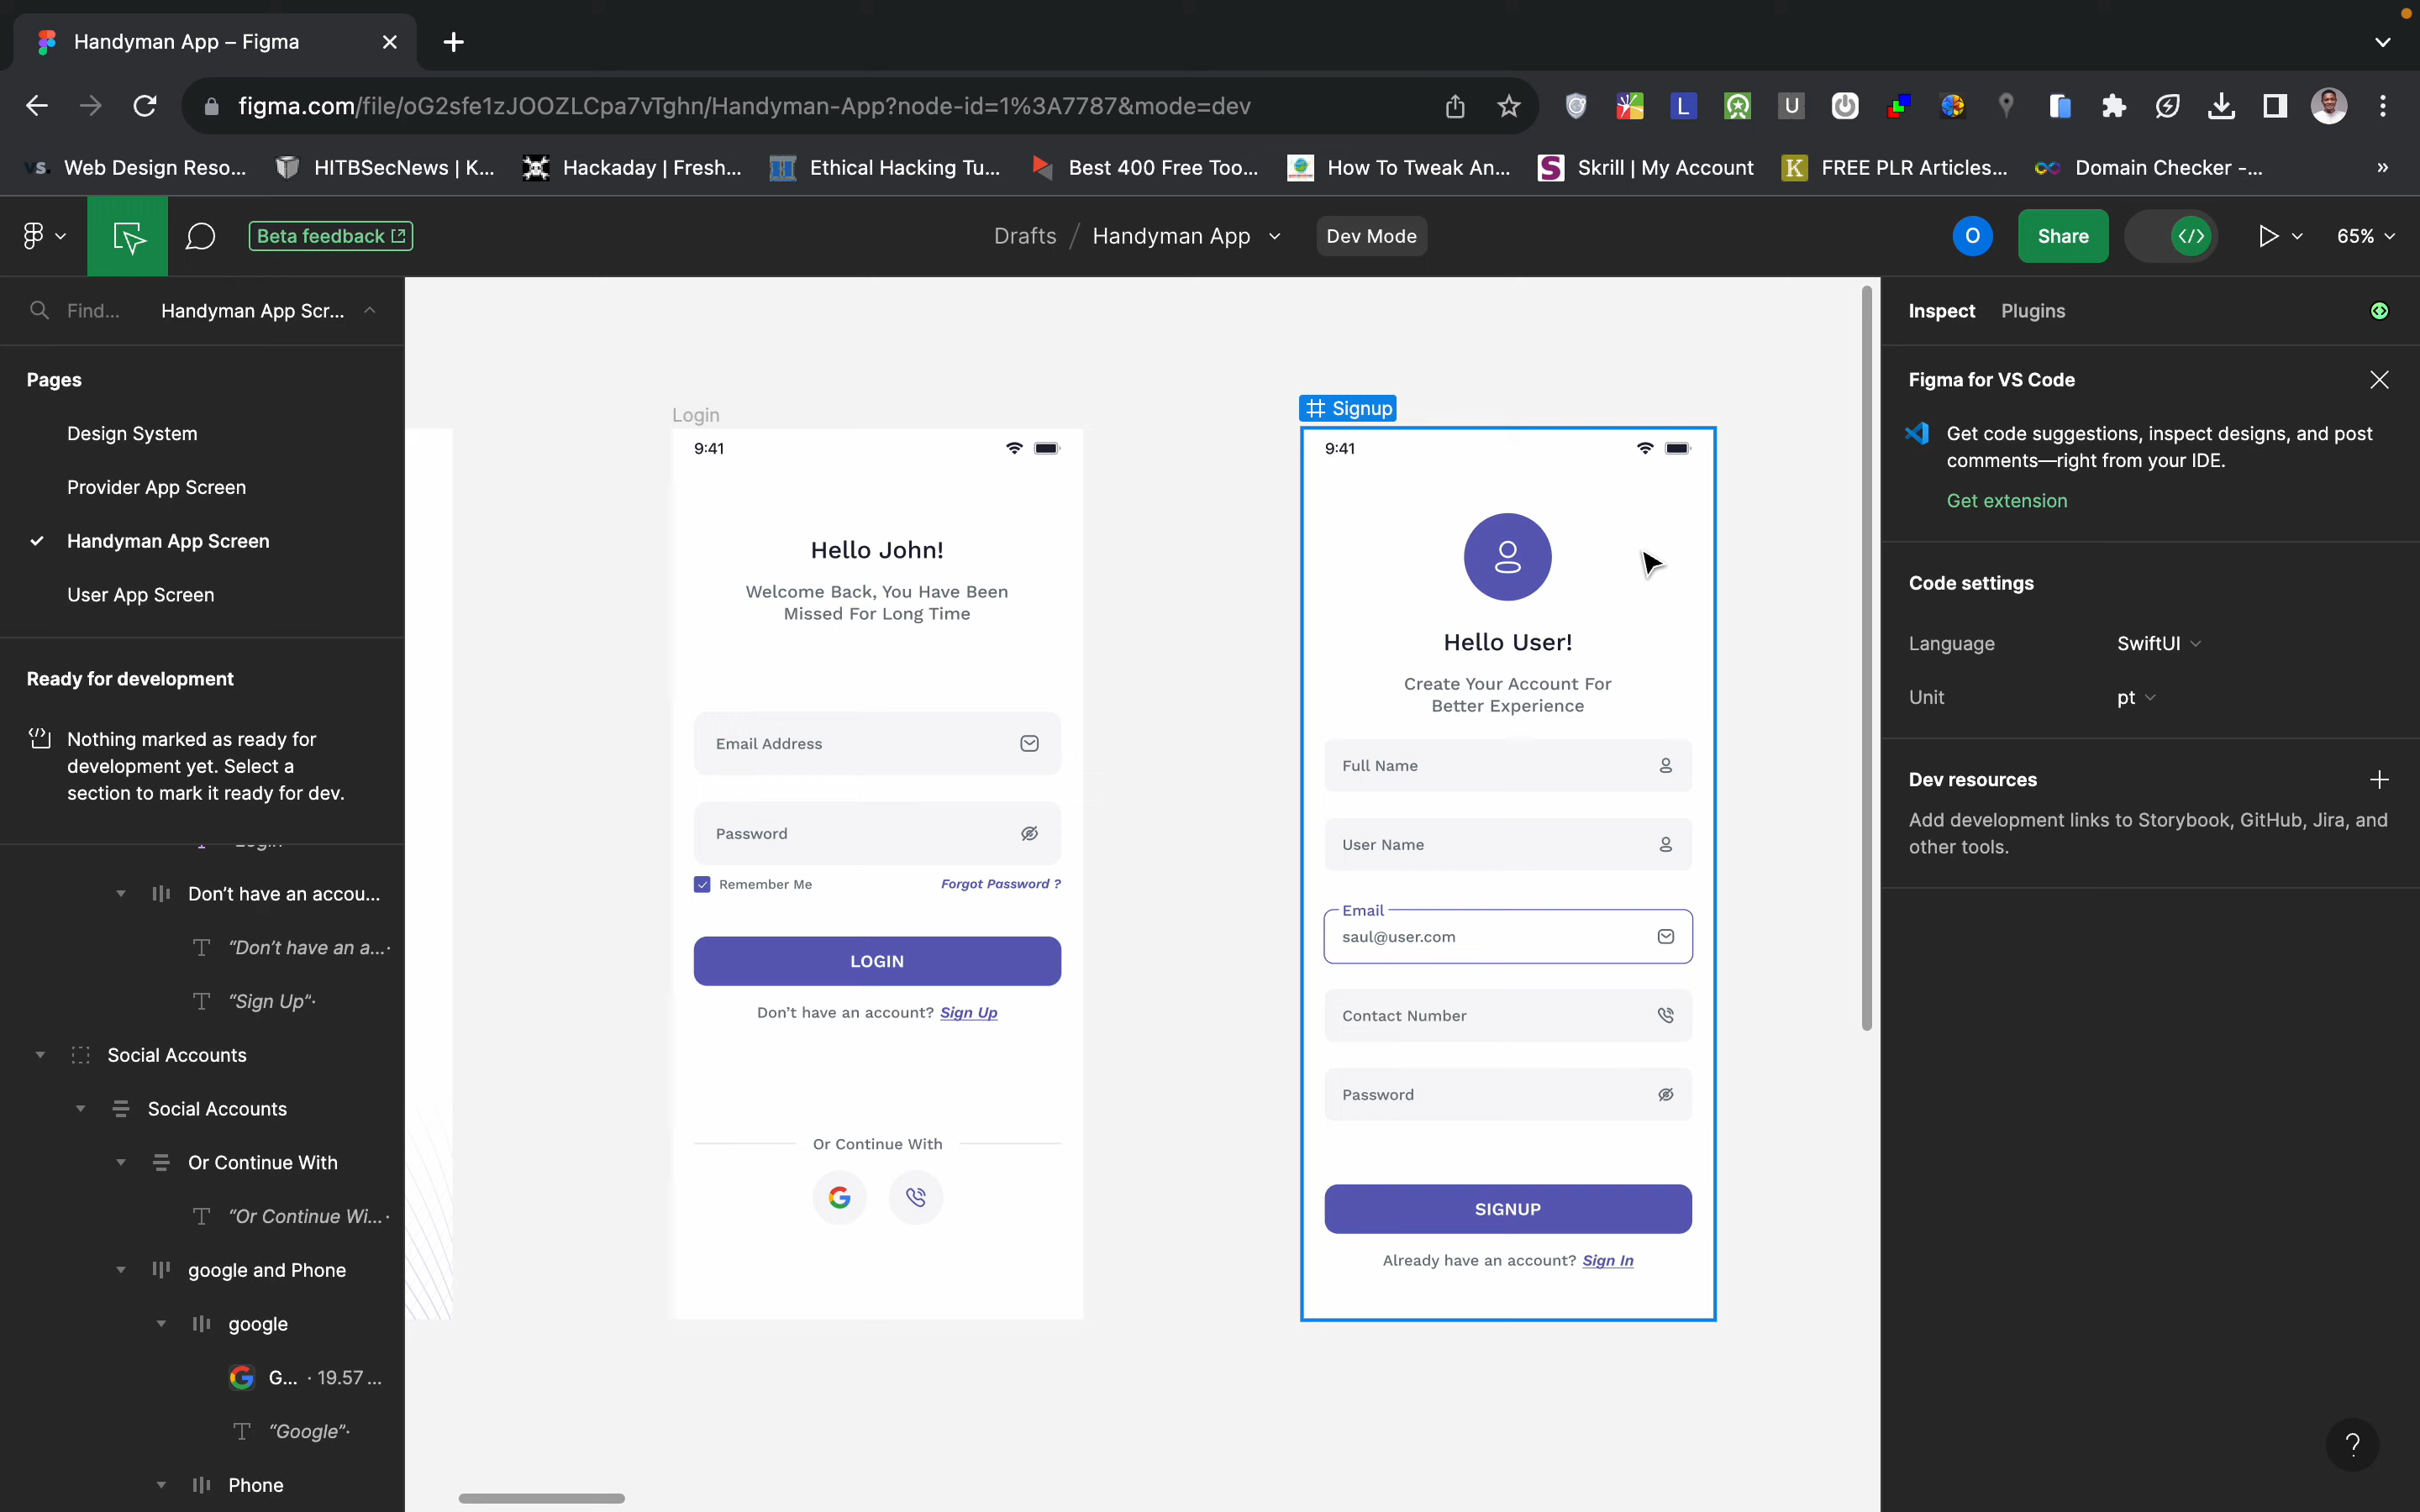 Handyman App – Figma
figma.com/file/oG2sfe1zJOOZLCpa7vTghn/Handyman-App?node-id=1%3A7787&mode=dev
L
U
VS. Web Design Reso...
HITBSecNews | K...
Hackaday | Fresh...
Ethical Hacking Tu...
Best 400 Free Too...
How To Tweak An...
S Skrill | My Account
K FREE PLR Articles...
Domain Checker -...
»
Beta feedback
Drafts / Handyman App
Dev Mode
O
Share
65%
Find...
Handyman App Scr...
Pages
Design System
Provider App Screen
Handyman App Screen
User App Screen
Ready for development
Nothing marked as ready for
development yet. Select a
section to mark it ready for dev.
Don't have an accou...
T “Don't have an a...·
T “Sign Up”·
Social Accounts
Social Accounts
Or Continue With
T “Or Continue Wi...·
google and Phone
google
G... · 19.57 ...
T “Google”·
Phone
Login
9:41
Hello John!
Welcome Back, You Have Been
Missed For Long Time
Email Address
Password
Remember Me
Forgot Password ?
LOGIN
Don’t have an account? Sign Up
Or Continue With
G
Signup
9:41
Hello User!
Create Your Account For
Better Experience
Full Name
User Name
Email
saul@user.com
Contact Number
Password
SIGNUP
Already have an account? Sign In
Inspect
Plugins
Figma for VS Code
Get code suggestions, inspect designs, and post
comments—right from your IDE.
Get extension
Code settings
Language
SwiftUI
Unit
pt
Dev resources
Add development links to Storybook, GitHub, Jira, and
other tools.
?